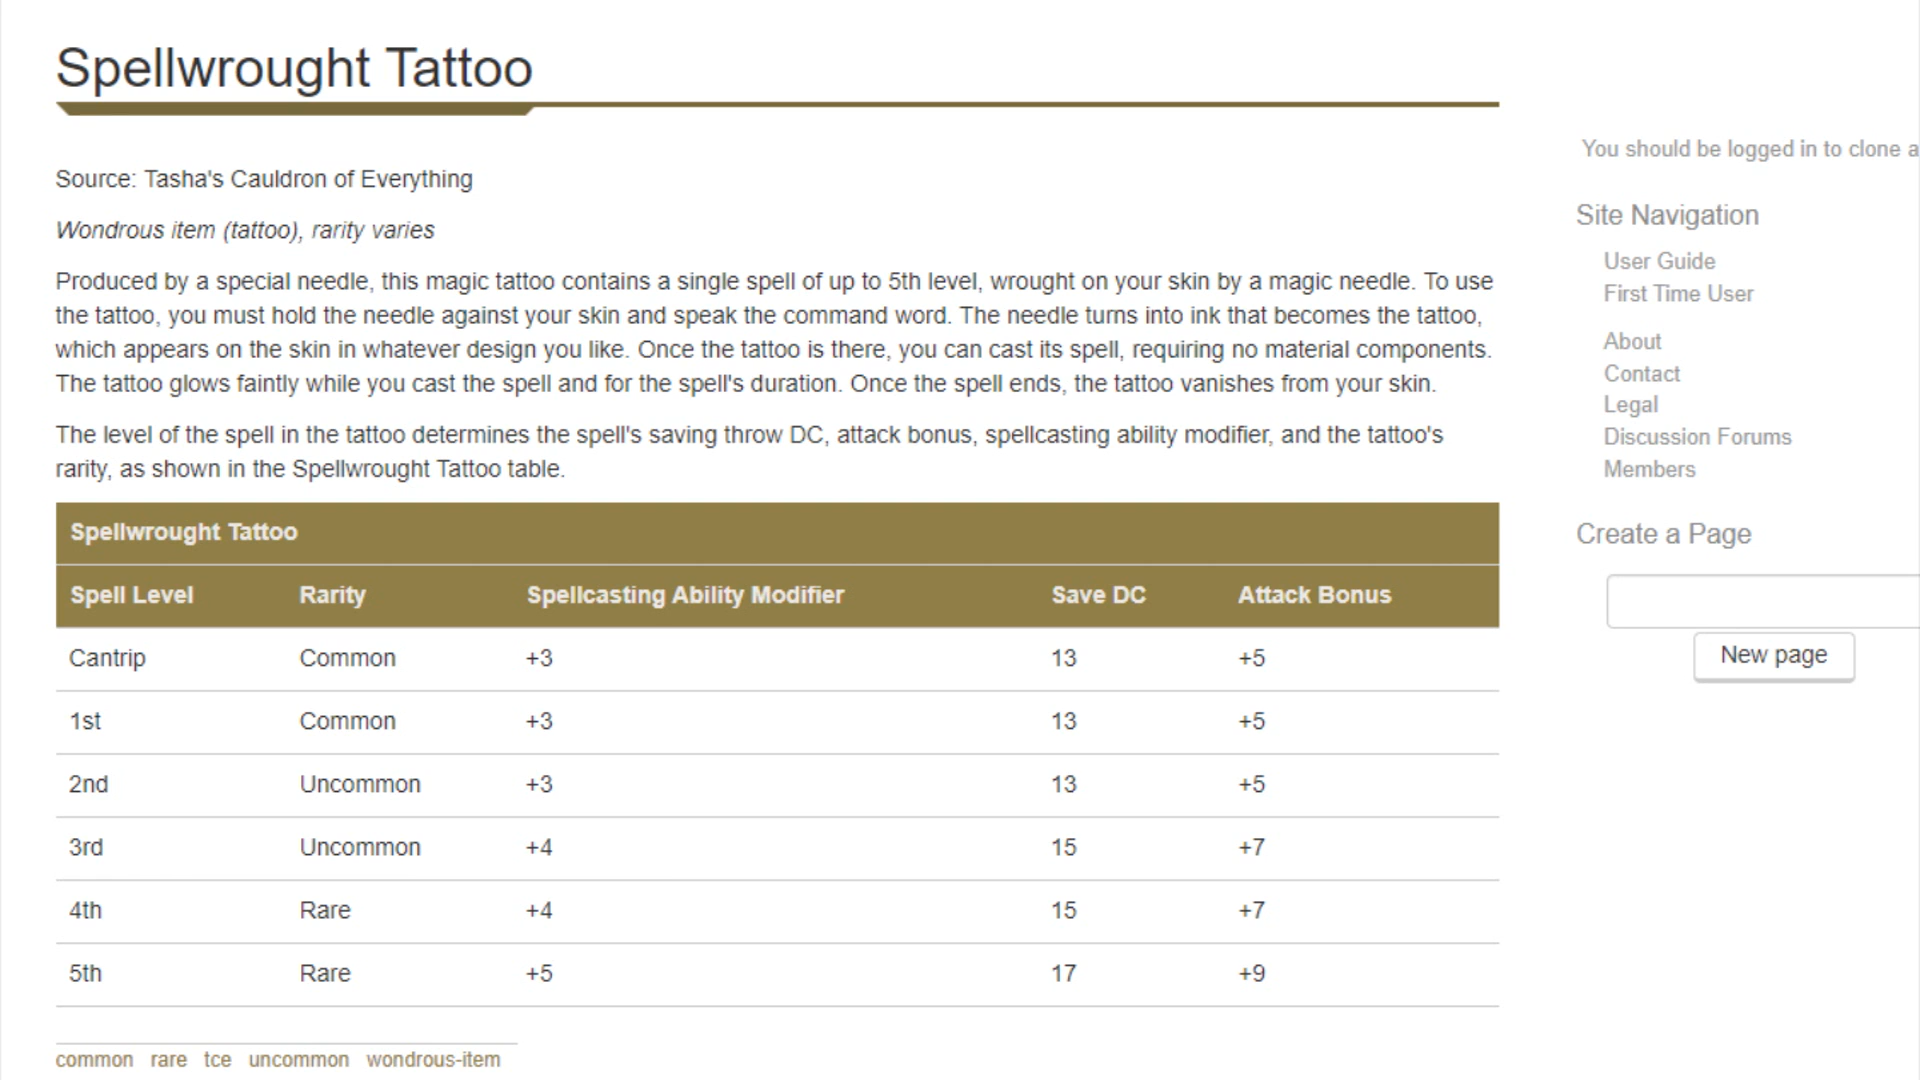 Spellwrought Tattoo
Source: Tasha's Cauldron of Everything
Wondrous item (tattoo), rarity varies
Produced by a special needle, this magic tattoo contains a single spell of up to 5th level, wrought on your skin by a magic needle. To use
the tattoo, you must hold the needle against your skin and speak the command word. The needle turns into ink that becomes the tattoo,
which appears on the skin in whatever design you like. Once the tattoo is there, you can cast its spell, requiring no material components.
The tattoo glows faintly while you cast the spell and for the spell's duration. Once the spell ends, the tattoo vanishes from your skin.
The level of the spell in the tattoo determines the spell's saving throw DC, attack bonus, spellcasting ability modifier, and the tattoo's
rarity, as shown in the Spellwrought Tattoo table.
Spellwrought Tattoo
Spell Level Rarity Spellcasting Ability Modifier Save DC Attack Bonus
Cantrip Common +3 13 +5
1st Common +3 13 +5
2nd Uncommon +3 13 +5
3rd Uncommon +4 15 +7
4th Rare +4 15 +7
5th Rare +5 17 +9
common rare tce uncommon wondrous-item
You should be logged in to clone a
Site Navigation
User Guide
First Time User
About
Contact
Legal
Discussion Forums
Members
Create a Page
New page